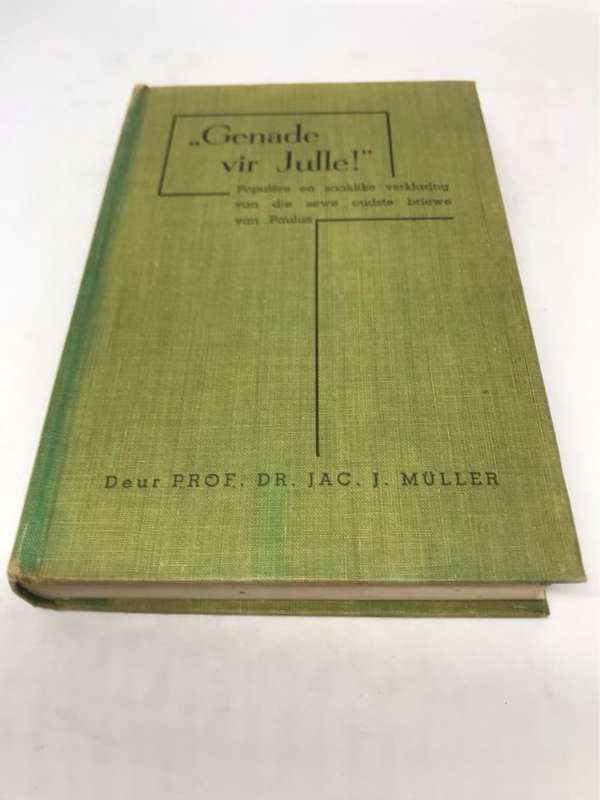 „Genade
vir Julle!"
Populêre en saaklike verklaring
van die sewe oudste briewe
van Paulus
Deur PROF. DR. JAC. J. MÜLLER